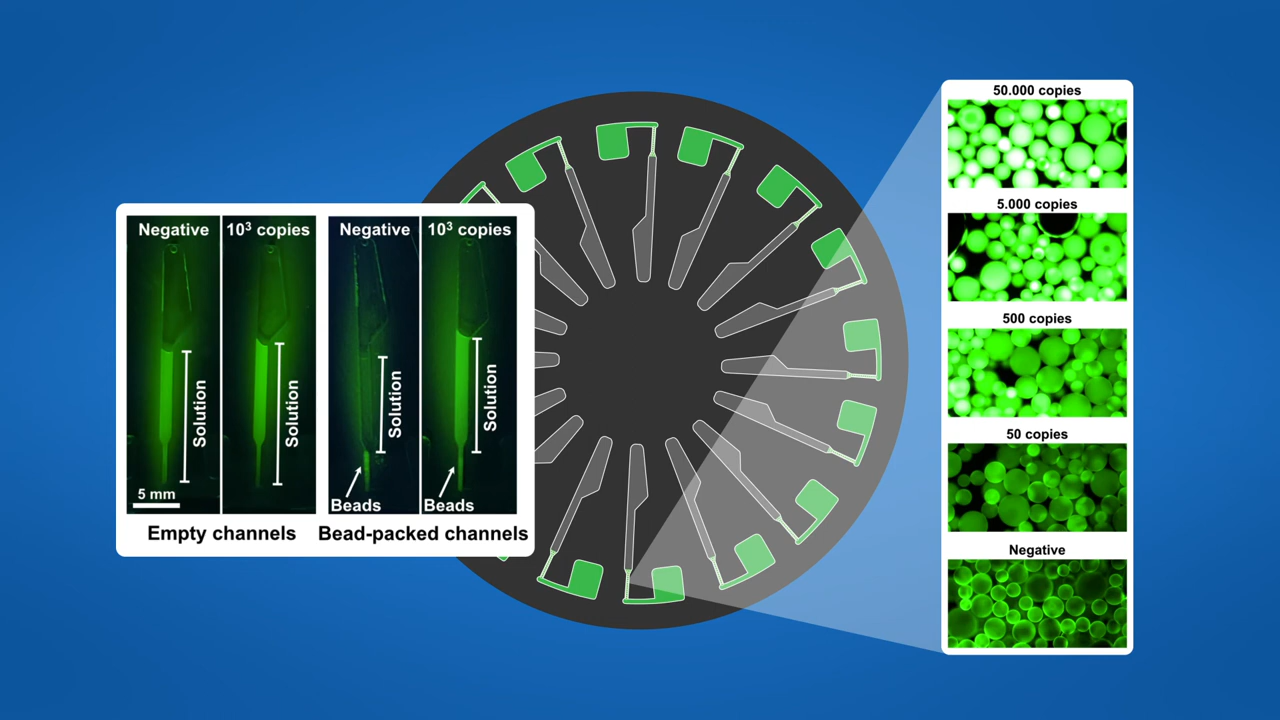 Negative
10³ copies
Negative
10³ copies
Solution
Solution
Solution
Solution
5 mm
Beads
Beads
Empty channels
Bead-packed channels
50.000 copies
5.000 copies
500 copies
50 copies
Negative